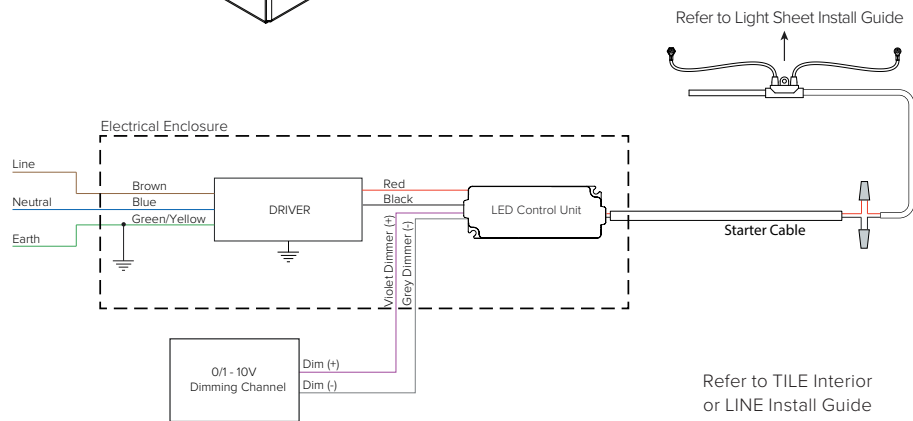 Refer to Light Sheet Install Guide
Electrical Enclosure
Line
Brown
Red
Neutral
Blue
DRIVER
Black
LED Control Unit
Green/Yellow
Earth
Starter Cable
Violet Dimmer (+)
Grey Dimmer (-)
0/1 - 10V
Dimming Channel
Dim (+)
Dim (-)
Refer to TILE Interior
or LINE Install Guide